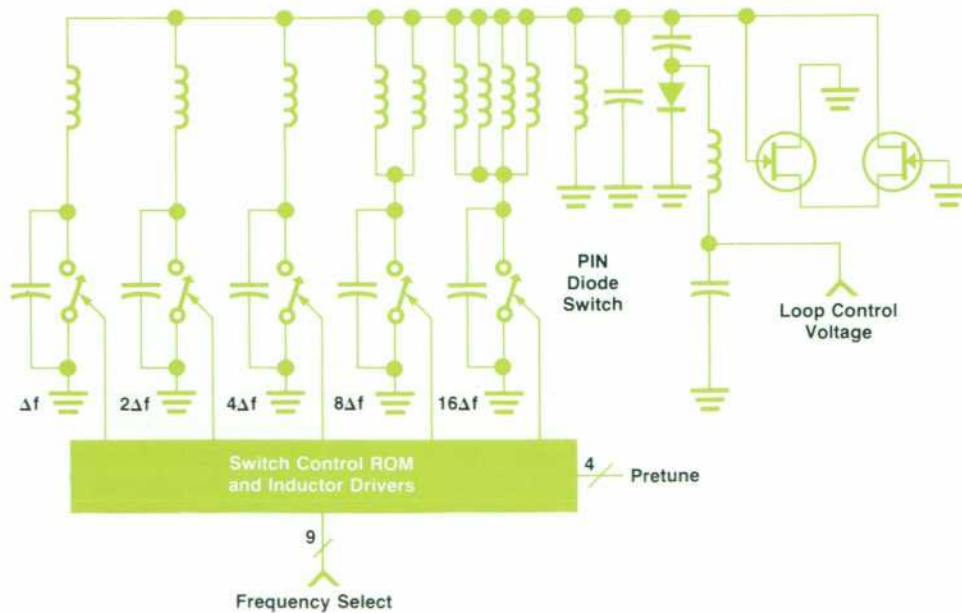 PIN
Diode
Switch
Loop Control
Voltage
Δf
2Δf
4Δf
8Δf
16Δf
Switch Control ROM
and Inductor Drivers
4
Pretune
9
Frequency Select